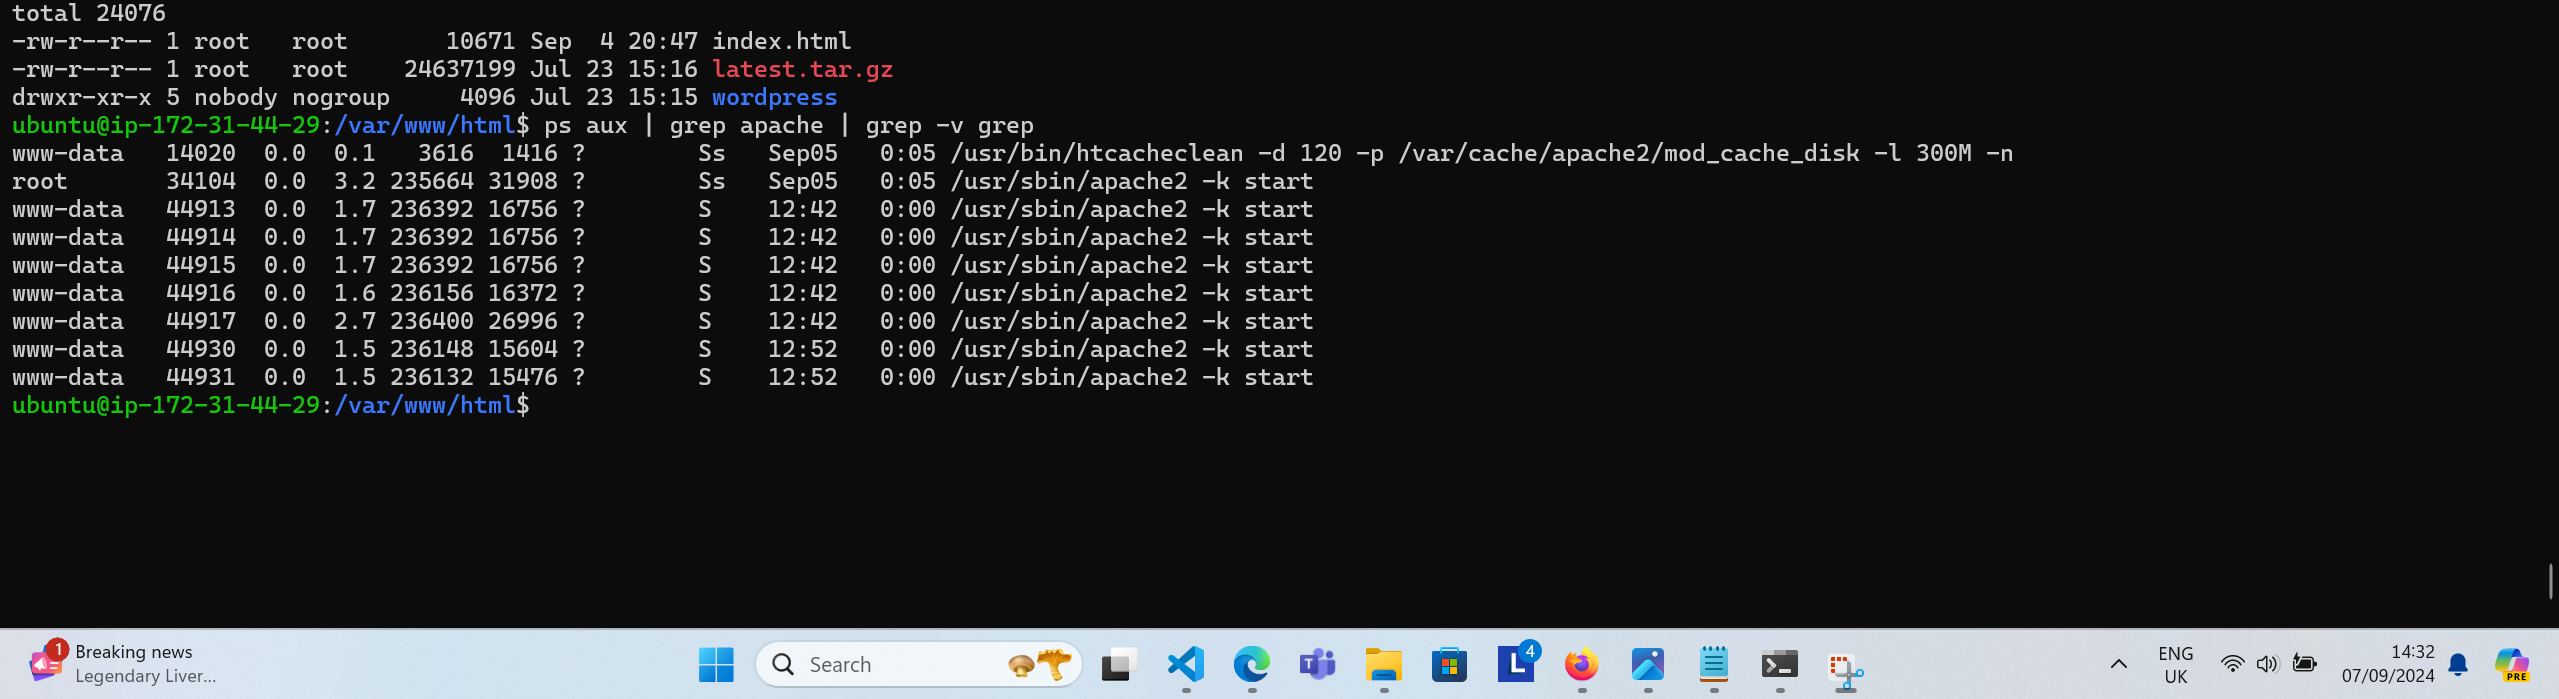 total 24076
-rw-r--r-- 1 root   root       10671 Sep  4 20:47 index.html
-rw-r--r-- 1 root   root    24637199 Jul 23 15:16 latest.tar.gz
drwxr-xr-x 5 nobody nogroup     4096 Jul 23 15:15 wordpress
ubuntu@ip-172-31-44-29:/var/www/html$ ps aux | grep apache | grep -v grep
www-data   14020  0.0  0.1   3616  1416 ?        Ss   Sep05   0:05 /usr/bin/htcacheclean -d 120 -p /var/cache/apache2/mod_cache_disk -l 300M -n
root       34104  0.0  3.2 235664 31908 ?        Ss   Sep05   0:05 /usr/sbin/apache2 -k start
www-data   44913  0.0  1.7 236392 16756 ?        S    12:42   0:00 /usr/sbin/apache2 -k start
www-data   44914  0.0  1.7 236392 16756 ?        S    12:42   0:00 /usr/sbin/apache2 -k start
www-data   44915  0.0  1.7 236392 16756 ?        S    12:42   0:00 /usr/sbin/apache2 -k start
www-data   44916  0.0  1.6 236156 16372 ?        S    12:42   0:00 /usr/sbin/apache2 -k start
www-data   44917  0.0  2.7 236400 26996 ?        S    12:42   0:00 /usr/sbin/apache2 -k start
www-data   44930  0.0  1.5 236148 15604 ?        S    12:52   0:00 /usr/sbin/apache2 -k start
www-data   44931  0.0  1.5 236132 15476 ?        S    12:52   0:00 /usr/sbin/apache2 -k start
ubuntu@ip-172-31-44-29:/var/www/html$
1
Breaking news
Legendary Liver...
Search
T
L
4
ENG
UK
14:32
07/09/2024
PRE